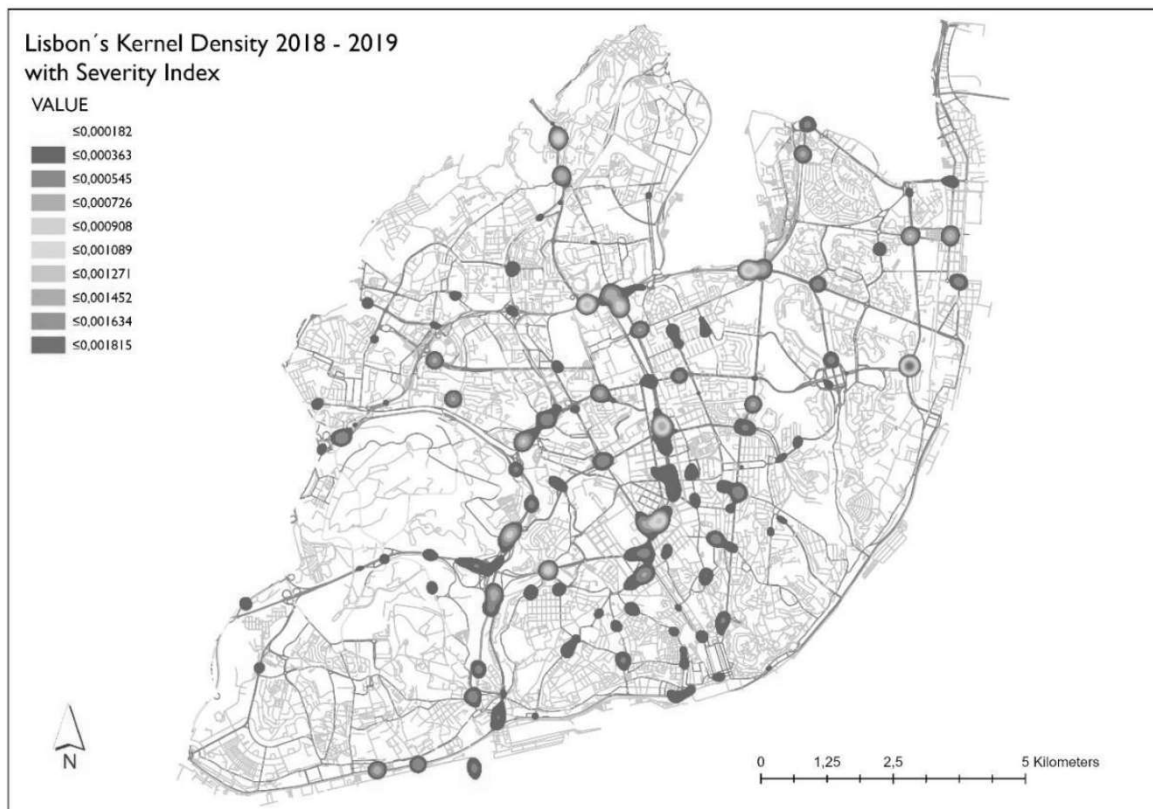 Lisbon´s Kernel Density 2018 - 2019
with Severity Index
VALUE
≤0,000182
≤0,000363
≤0,000545
≤0,000726
≤0,000908
≤0,001089
≤0,001271
≤0,001452
≤0,001634
≤0,001815
N
0 1,25 2,5 5 Kilometers